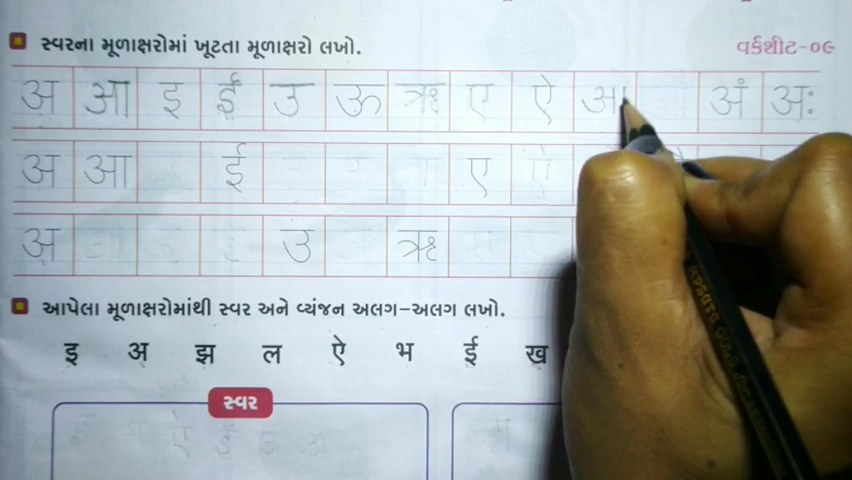 સ્વરના મૂળાક્ષરોમાં ખૂટતા મૂળાક્ષરો લખો. વર્કશીટ-૦૯
अ आ इ ई उ ऊ ऋ ए ऐ अं अः
अ आ ई ए ऐ
अ उ ऋ
આપેલા મૂળાક્ષરોમાંથી સ્વર અને વ્યંજન અલગ-અલગ લખો.
इ अ झ ल ऐ भ ई ख
સ્વર